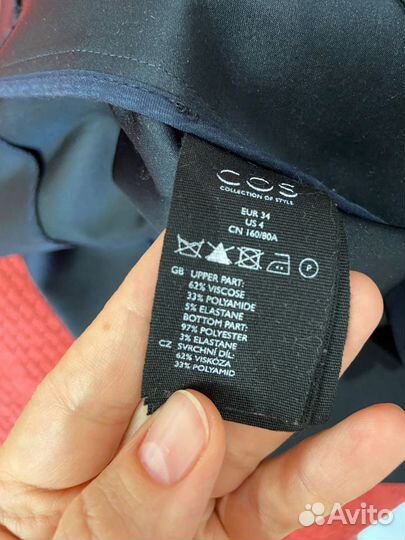 COS
COLLECTION OF STYLE
EUR 34
US 4
CN 160/80A
P
GB UPPER PART:
62% VISCOSE
33% POLYAMIDE
5% ELASTANE
BOTTOM PART:
97% POLYESTER
3% ELASTANE
CZ SVRCHNÍ DÍL:
62% VISKÓZA
33% POLYAMID
Avito